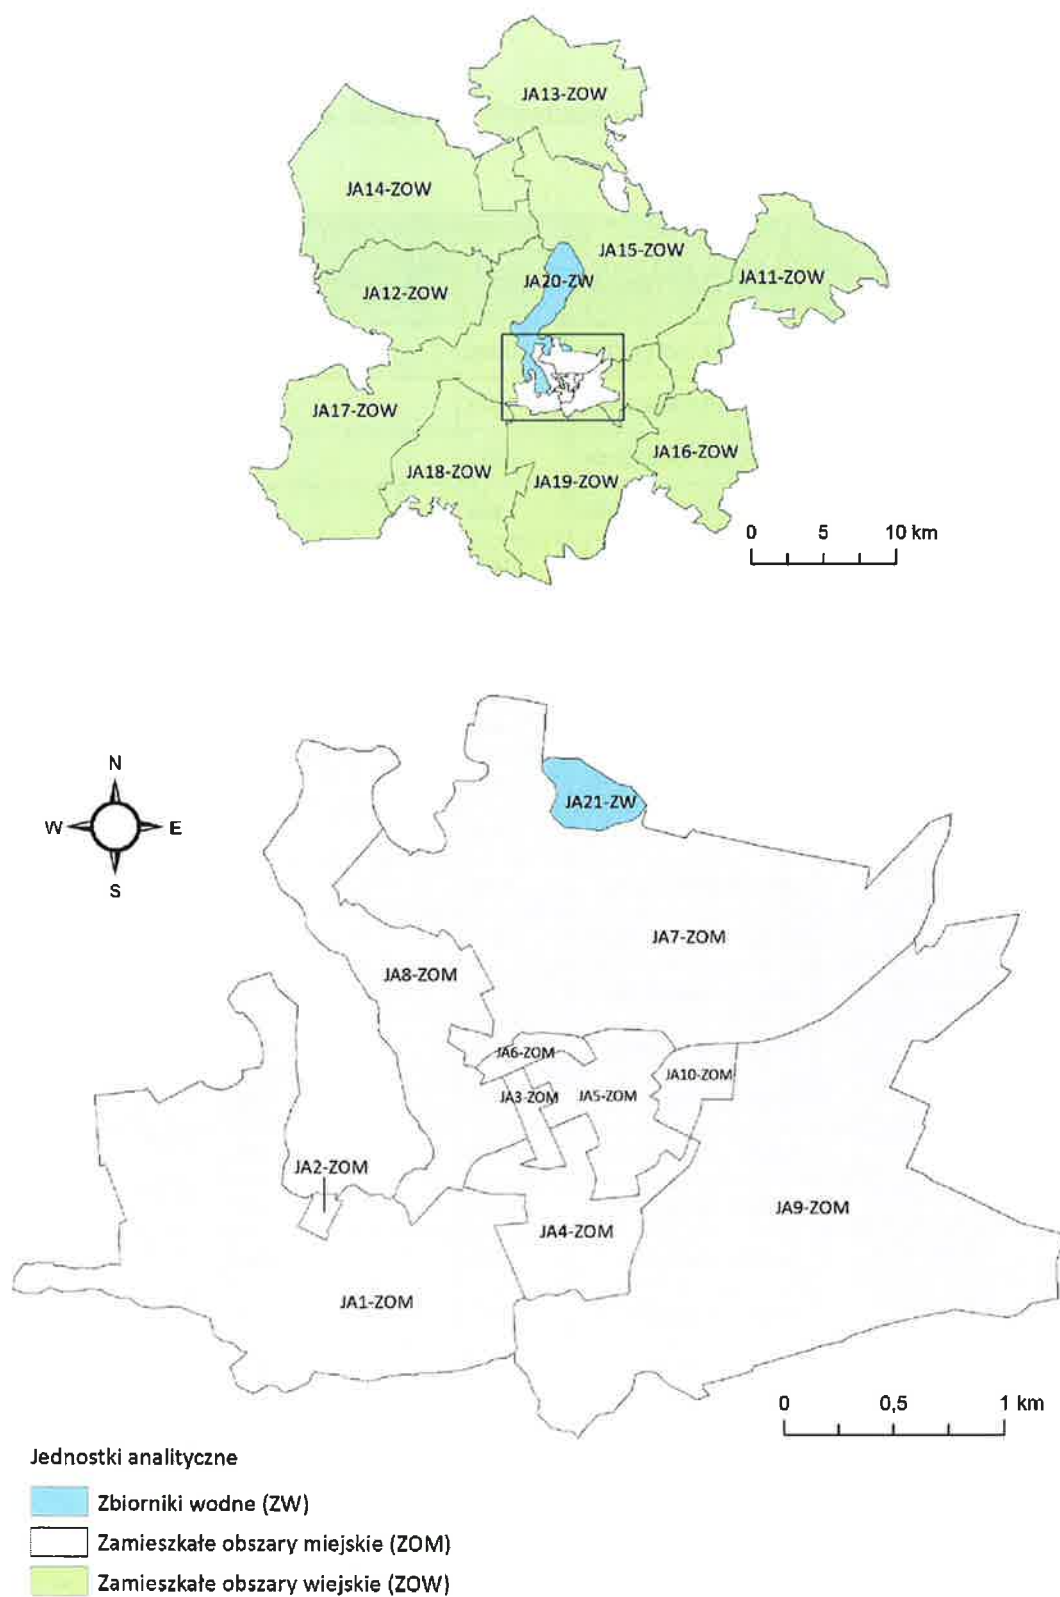 JA13-ZOW
JA14-ZOW
JA15-ZOW
JA11-ZOW
JA20-ZW
JA12-ZOW
JA17-ZOW
JA16-ZOW
JA18-ZOW
JA19-ZOW
0 5 10 km
N
W E
S
JA21-ZW
JA7-ZOM
JA8-ZOM
JA6-ZOM
JA10-ZOM
JA3-ZOM
JA5-ZOM
JA2-ZOM
JA9-ZOM
JA4-ZOM
JA1-ZOM
0 0,5 1 km
Jednostki analityczne
Zbiorniki wodne (ZW)
Zamieszkałe obszary miejskie (ZOM)
Zamieszkałe obszary wiejskie (ZOW)